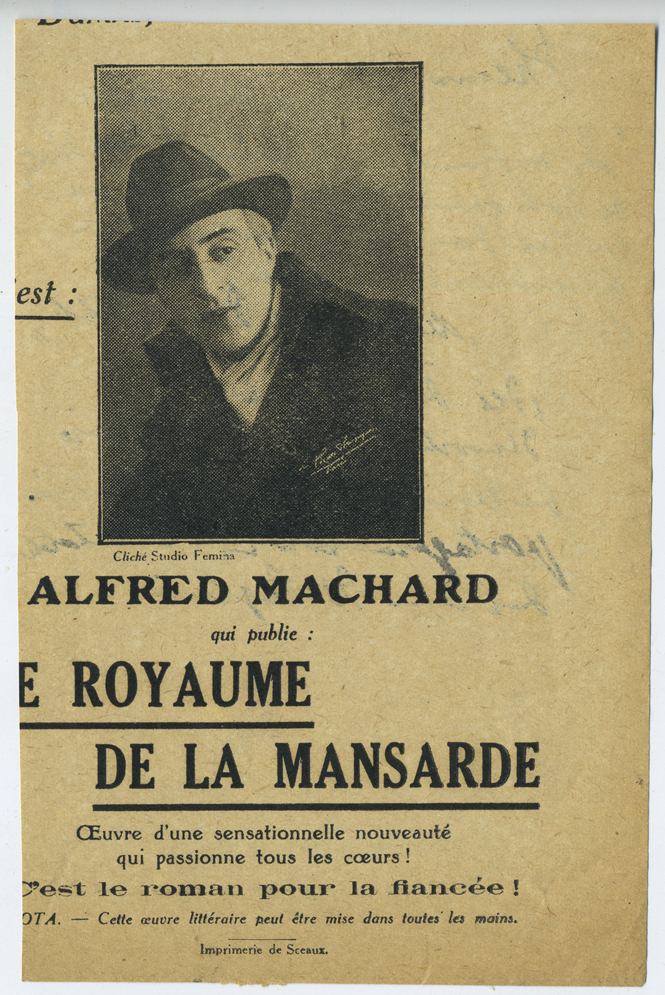 est :
Cliché Studio Femina
ALFRED MACHARD
qui publie :
E ROYAUME
DE LA MANSARDE
Œuvre d'une sensationnelle nouveauté
qui passionne tous les cœurs !
C'est le roman pour la fiancée !
OTA. — Cette œuvre littéraire peut être mise dans toutes les mains.
Imprimerie de Sceaux.